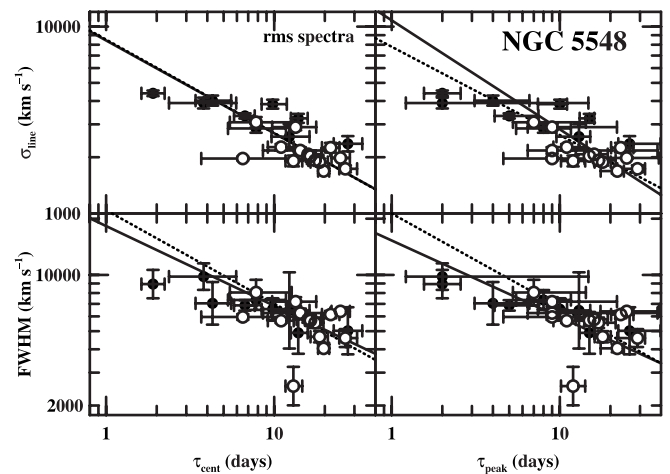 10000
rms spectra
NGC 5548
σline (km s−1)
1000
10000
FWHM (km s−1)
2000
1
10
1
10
τcent (days)
τpeak (days)